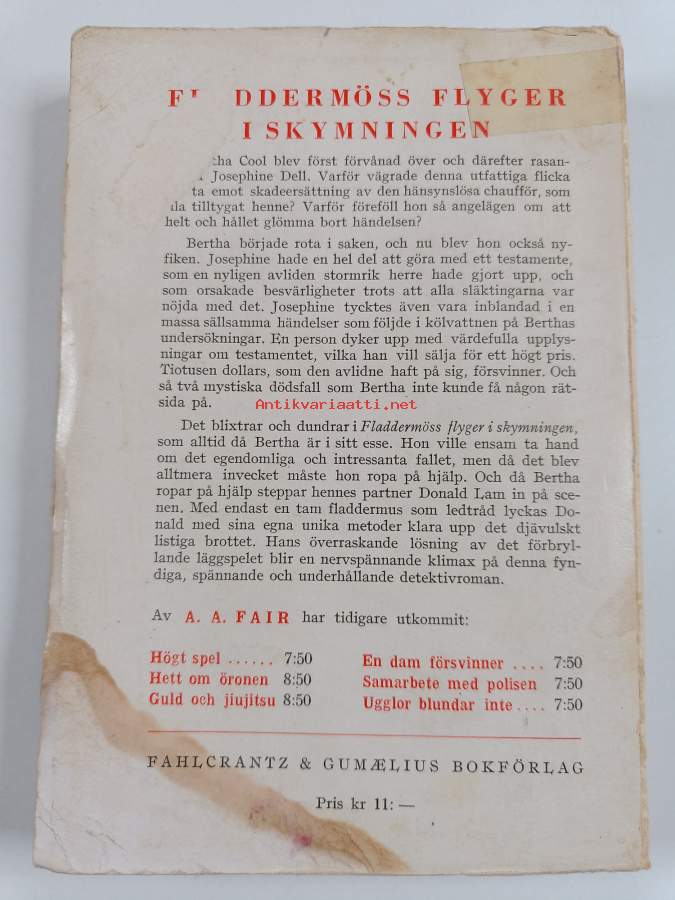 F DDERMÖSS FLYGER
I SKYMNINGEN
tha Cool blev först förvånad över och därefter rasan-
Josephine Dell. Varför vägrade denna utfattiga flicka
ta emot skadeersättning av den hänsynslösa chaufför, som
tilltygat henne? Varför föreföll hon så angelägen om att
helt och hållet glömma bort händelsen?
Bertha började rota i saken, och nu blev hon också ny-
fiken. Josephine hade en hel del att göra med ett testamente,
som en nyligen avliden stormrik herre hade gjort upp, och
som orsakade besvärligheter trots att alla släktingarna var
nöjda med det. Josephine tycktes även vara inblandad i en
massa sällsamma händelser som följde i kölvattnen på Berthas
undersökningar. En person dyker upp med värdefulla upplys-
ningar om testamentet, vilka han vill sälja för ett högt pris.
Tiotusen dollars, som den avlidne haft på sig, försvinner. Och
så två mystiska dödsfall som Bertha inte kunde få någon rät-
sida på.
Antikvariaatti.net
Det blixtrar och dundrar i Fladdermöss flyger i skymningen,
som alltid då Bertha är i sitt esse. Hon ville ensam ta hand
om det egendomliga och intressanta fallet, men då det blev
alltmera invecket måste hon ropa på hjälp. Och då Bertha
ropar på hjälp steppar hennes partner Donald Lam in på sce-
nen. Med endast en tam fladdermus som ledtråd lyckas Do-
nald med sina egna unika metoder klara upp det djävulskt
listiga brottet. Hans överraskande lösning av det förbryl-
lande läggspelet blir en nervspännande klimax på denna fyn-
diga, spännande och underhållande detektivroman.
Av A. A. FAIR har tidigare utkommit:
Högt spel ...... 7:50
Hett om öronen 8:50
Guld och jiujitsu 8:50
En dam försvinner .... 7:50
Samarbete med polisen 7:50
Ugglor blundar inte .... 7:50
FAHLCRANTZ & GUMÆLIUS BOKFÖRLAG
Pris kr 11: —